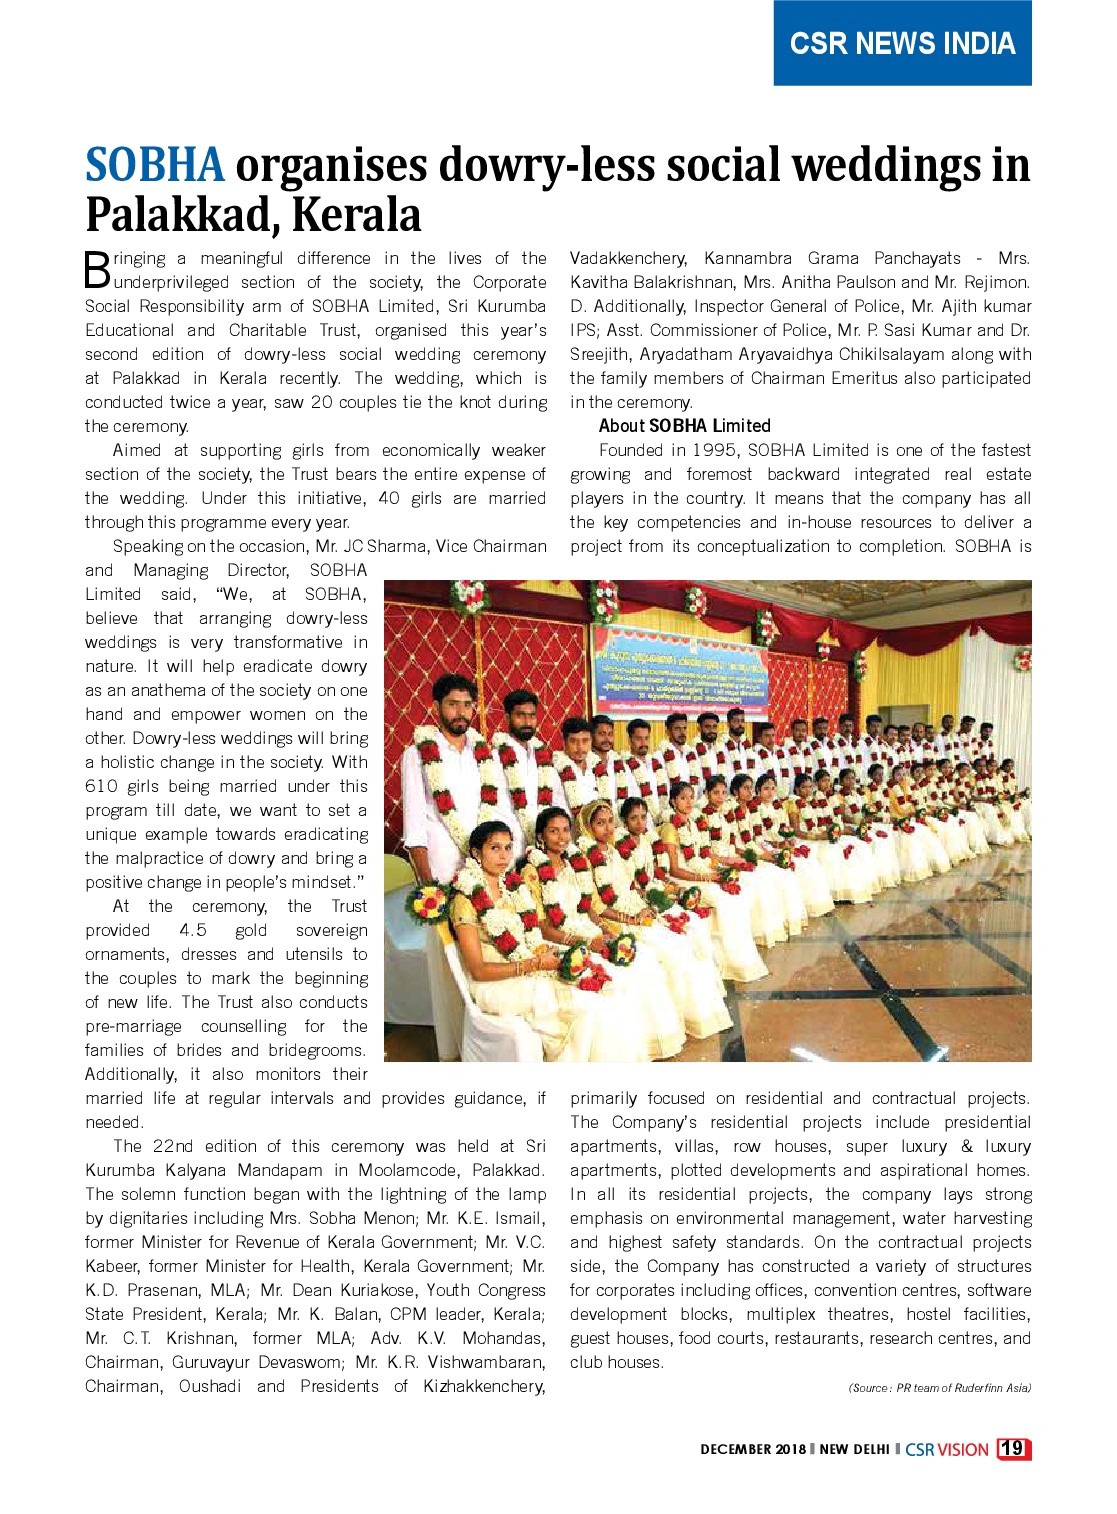 CSR NEWS INDIA
SOBHA organises dowry-less social weddings in
Palakkad, Kerala
Bringing a meaningful difference in the lives of the
underprivileged section of the society, the Corporate
Social Responsibility arm of SOBHA Limited, Sri Kurumba
Educational and Charitable Trust, organised this year's
second edition of dowry-less social wedding ceremony
at Palakkad in Kerala recently. The wedding, which is
conducted twice a year, saw 20 couples tie the knot during
the ceremony.
Aimed at supporting girls from economically weaker
section of the society, the Trust bears the entire expense of
the wedding. Under this initiative, 40 girls are married
through this programme every year.
Speaking on the occasion, Mr. JC Sharma, Vice Chairman
and Managing Director, SOBHA
Limited said, “We, at SOBHA,
believe that arranging dowry-less
weddings is very transformative in
nature. It will help eradicate dowry
as an anathema of the society on one
hand and empower women on the
other. Dowry-less weddings will bring
a holistic change in the society. With
610 girls being married under this
program till date, we want to set a
unique example towards eradicating
the malpractice of dowry and bring a
positive change in people's mindset.”
At the ceremony, the Trust
provided 4.5 gold sovereign
ornaments, dresses and utensils to
the couples to mark the beginning
of new life. The Trust also conducts
pre-marriage counselling for the
families of brides and bridegrooms.
Additionally, it also monitors their
married life at regular intervals and provides guidance, if
needed.
The 22nd edition of this ceremony was held at Sri
Kurumba Kalyana Mandapam in Moolamcode, Palakkad.
The solemn function began with the lightning of the lamp
by dignitaries including Mrs. Sobha Menon; Mr. K.E. Ismail,
former Minister for Revenue of Kerala Government; Mr. V.C.
Kabeer, former Minister for Health, Kerala Government; Mr.
K.D. Prasenan, MLA; Mr. Dean Kuriakose, Youth Congress
State President, Kerala; Mr. K. Balan, CPM leader, Kerala;
Mr. C.T. Krishnan, former MLA; Adv. K.V. Mohandas,
Chairman, Guruvayur Devaswom; Mr. K.R. Vishwambaran,
Chairman, Oushadi and Presidents of Kizhakkenchery,
Vadakkenchery, Kannambra Grama Panchayats - Mrs.
Kavitha Balakrishnan, Mrs. Anitha Paulson and Mr. Rejimon.
D. Additionally, Inspector General of Police, Mr. Ajith kumar
IPS; Asst. Commissioner of Police, Mr. P. Sasi Kumar and Dr.
Sreejith, Aryadatham Aryavaidhya Chikilsalayam along with
the family members of Chairman Emeritus also participated
in the ceremony.
About SOBHA Limited
Founded in 1995, SOBHA Limited is one of the fastest
growing and foremost backward integrated real estate
players in the country. It means that the company has all
the key competencies and in-house resources to deliver a
project from its conceptualization to completion. SOBHA is
primarily focused on residential and contractual projects.
The Company's residential projects include presidential
apartments, villas, row houses, super luxury & luxury
apartments, plotted developments and aspirational homes.
In all its residential projects, the company lays strong
emphasis on environmental management, water harvesting
and highest safety standards. On the contractual projects
side, the Company has constructed a variety of structures
for corporates including offices, convention centres, software
development blocks, multiplex theatres, hostel facilities,
guest houses, food courts, restaurants, research centres, and
club houses.
(Source : PR team of Ruderfinn Asia)
DECEMBER 2018 | NEW DELHI | CSR VISION 19